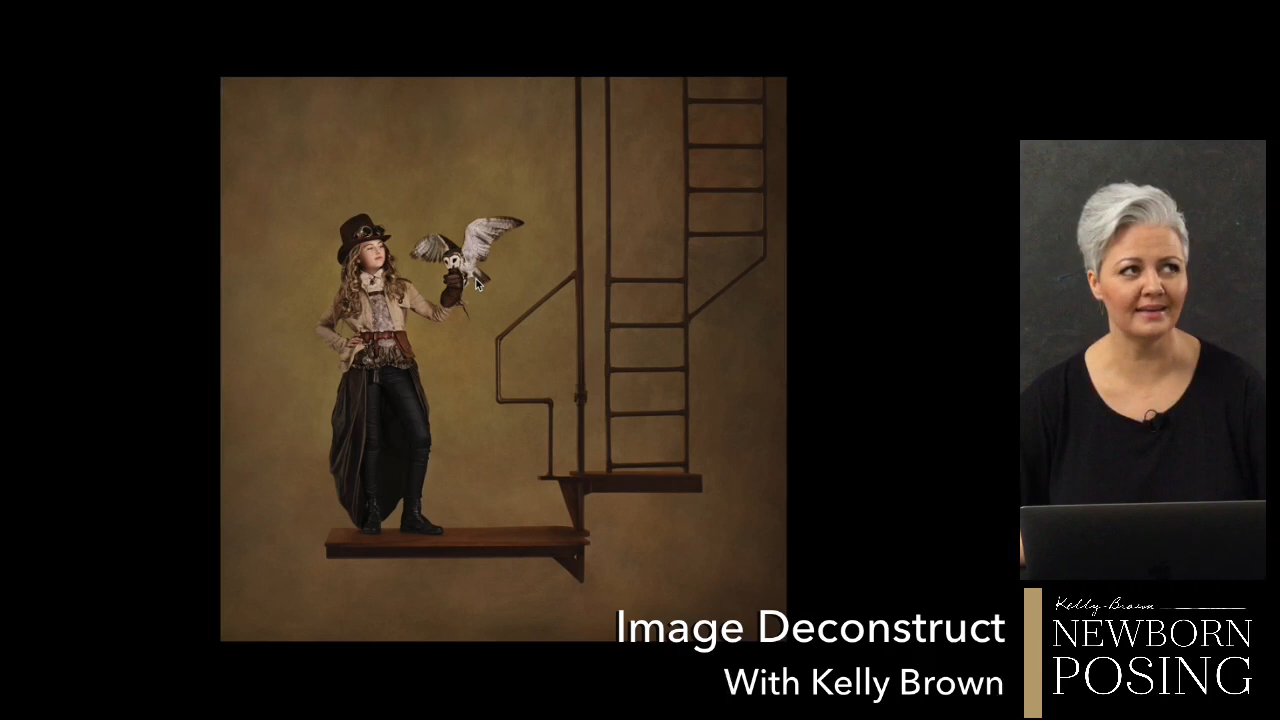 Image Deconstruct
With Kelly Brown
Kelly Brown
NEWBORN
POSING